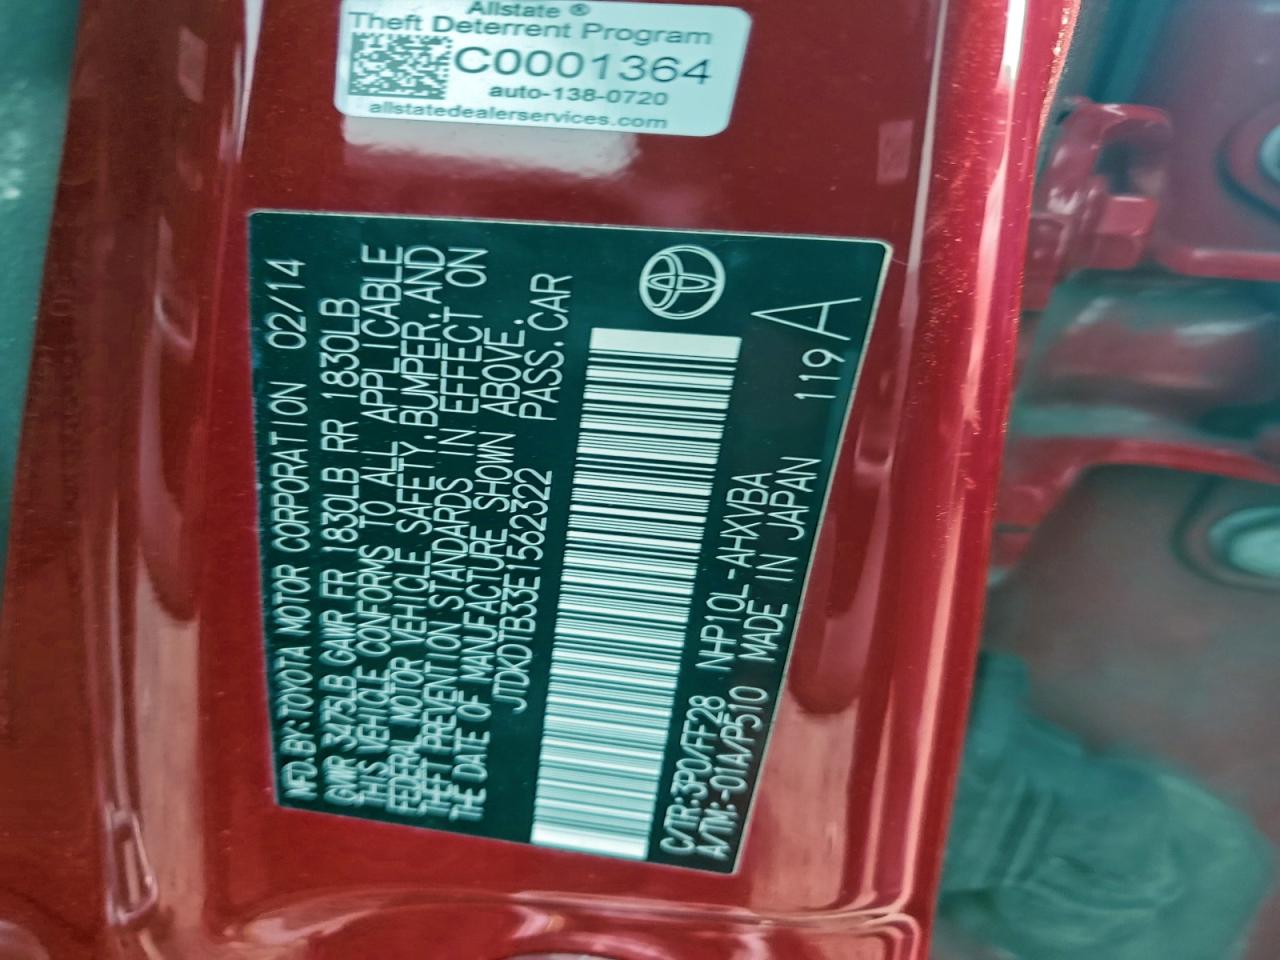 Allstate ®
Theft Deterrent Program
C0001364
auto-138-0720
allstatedealerservices.com
MFD.BY:TOYOTA MOTOR CORPORATION 02/14
GVWR 3475LB GAWR FR 1830LB RR 1830LB
THIS VEHICLE CONFORMS TO ALL APPLICABLE
FEDERAL MOTOR VEHICLE SAFETY,BUMPER,AND
THEFT PREVENTION STANDARDS IN EFFECT ON
THE DATE OF MANUFACTURE SHOWN ABOVE.
JTDKDTB33E1562322 PASS.CAR
C/TR:3P0/FF28 NHP10L-AHXVBA
A/TM:-01A/P510 MADE IN JAPAN 119 A